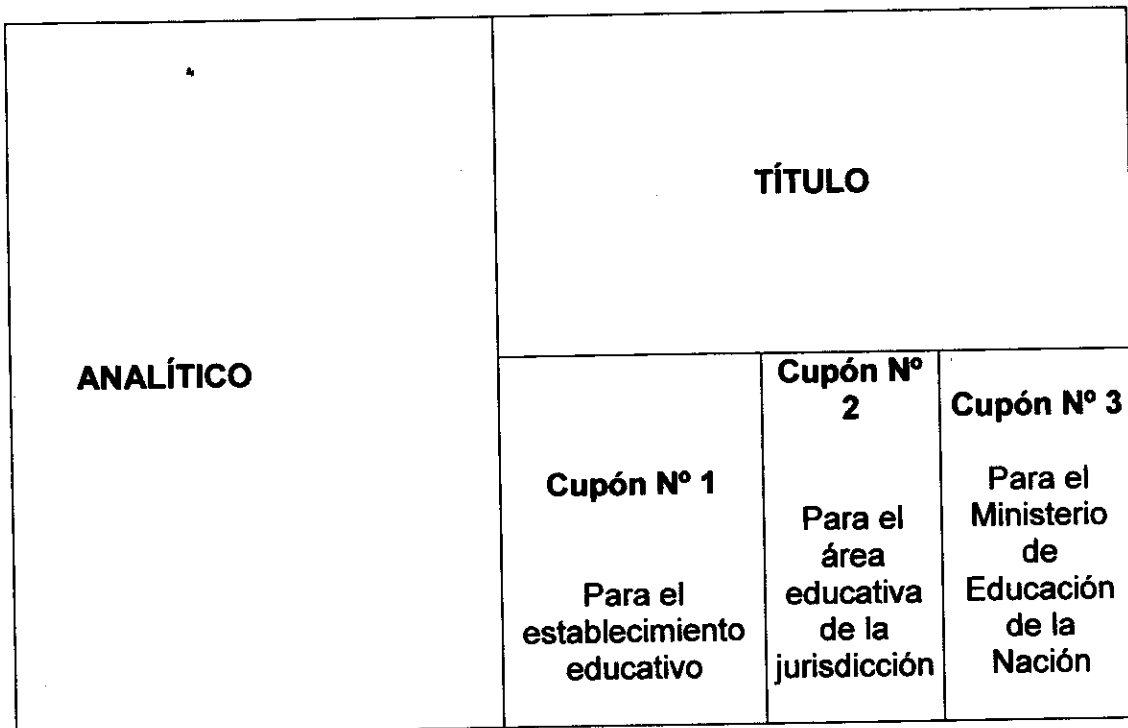 TÍTULO
ANALÍTICO
Cupón Nº 1
Para el
establecimiento
educativo
Cupón Nº
2
Para el
área
educativa
de la
jurisdicción
Cupón Nº 3
Para el
Ministerio
de
Educación
de la
Nación